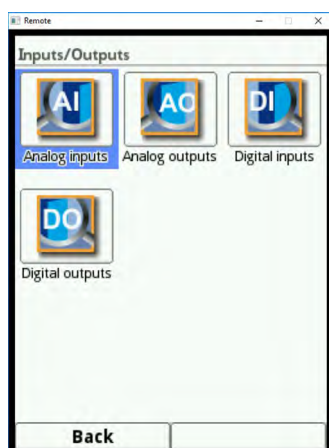 Remote
Inputs/Outputs
AI
AO
DI
Analog inputs
Analog outputs
Digital inputs
DO
Digital outputs
Back